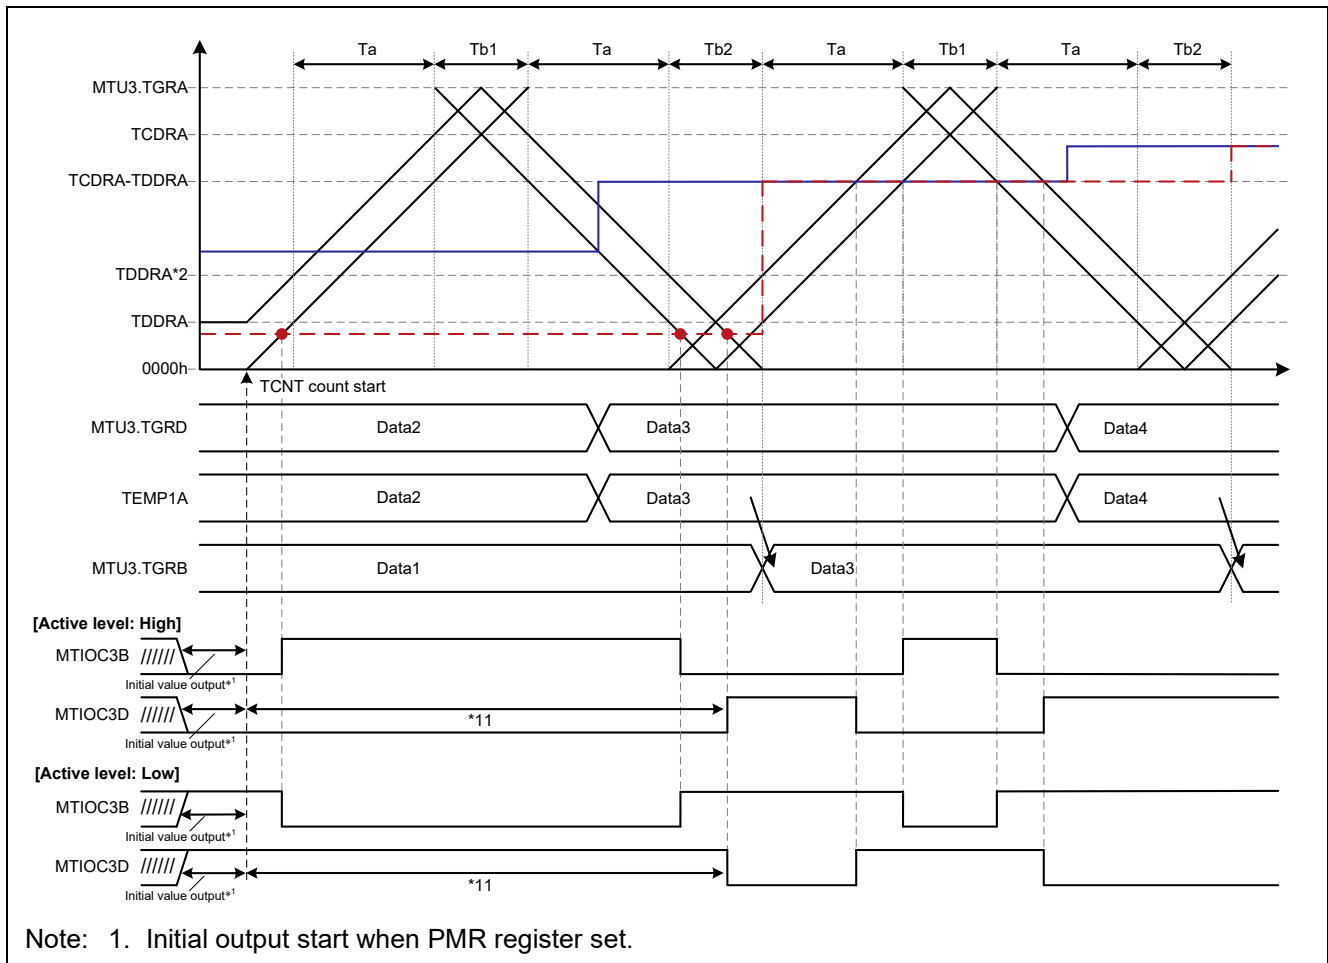 Ta Tb1 Ta Tb2 Ta Tb1 Ta Tb2
MTU3.TGRA
TCDRA
TCDRA-TDDRA
TDDRA*2
TDDRA
0000h
TCNT count start
MTU3.TGRD Data2 Data3 Data4
TEMP1A Data2 Data3 Data4
MTU3.TGRB Data1 Data3
[Active level: High]
MTIOC3B //////
Initial value output*1
MTIOC3D //////
*11
Initial value output*1
[Active level: Low]
MTIOC3B //////
Initial value output*1
MTIOC3D //////
*11
Initial value output*1
Note: 1. Initial output start when PMR register set.